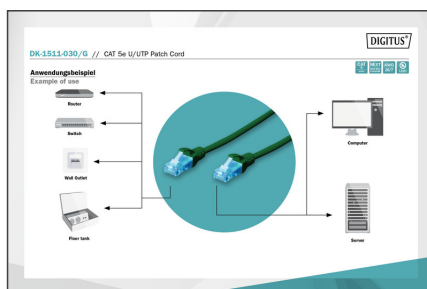 DIGITUS®
DK-1511-030/G // CAT 5e U/UTP Patch Cord
Anwendungsbeispiel
Example of use
Router
Switch
Wall Outlet
Floor tank
Computer
Server